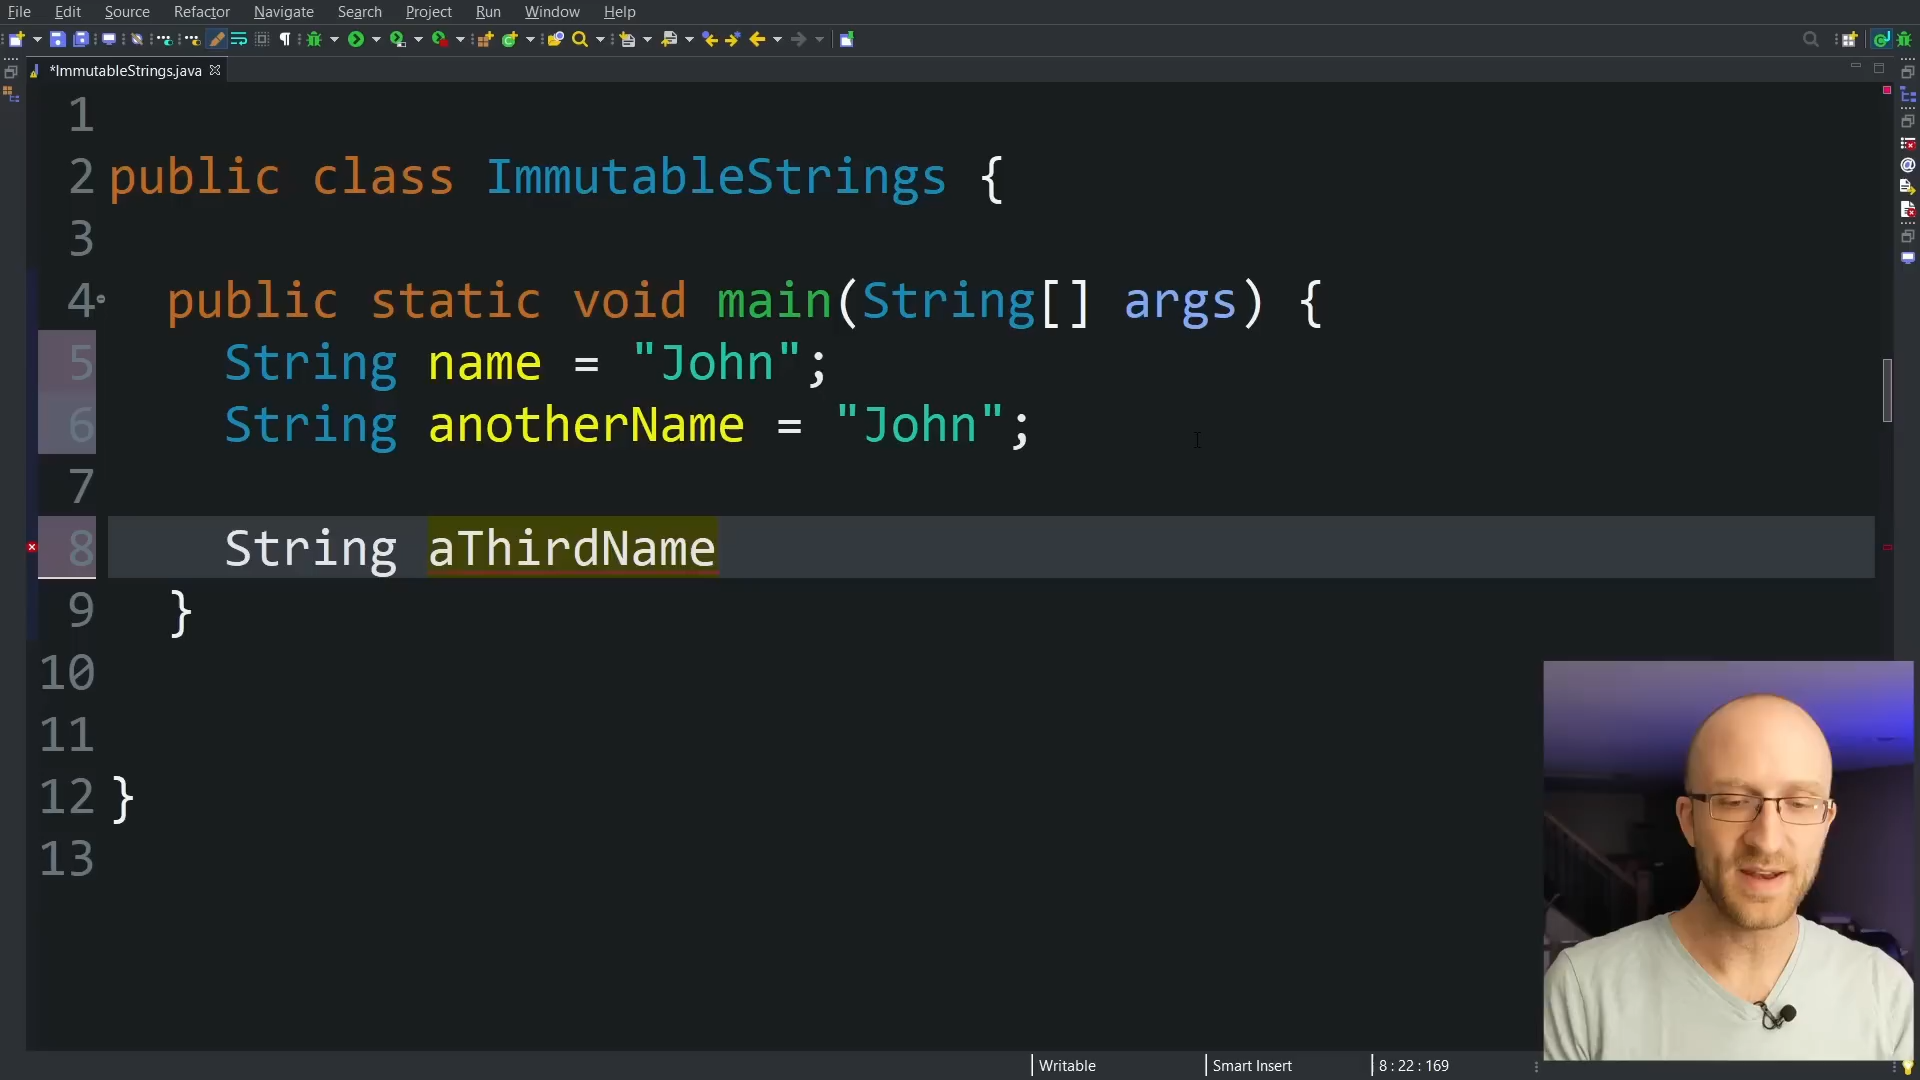 File Edit Source Refactor Navigate Search Project Run Window Help
*ImmutableStrings.java
1
2 public class ImmutableStrings {
3
4 public static void main(String[] args) {
5 String name = "John";
6 String anotherName = "John";
7
8 String aThirdName
9 }
10
11
12 }
13
Writable Smart Insert 8 : 22 : 169